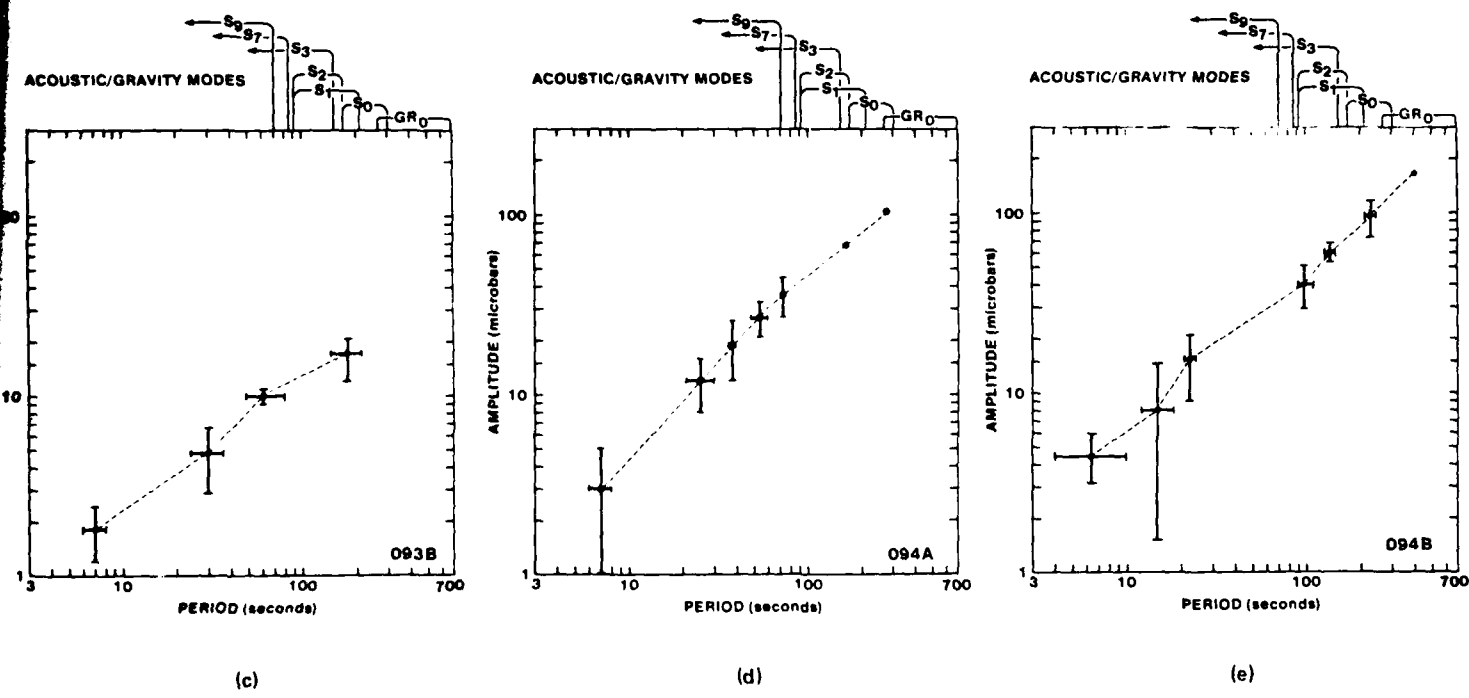 S9
S7
S3
ACOUSTIC/GRAVITY MODES
S2
S
S0
GR0
10
1
093B
3
10
100
700
PERIOD (seconds)
(c)
S9
S7
S3
ACOUSTIC/GRAVITY MODES
S2
S
S0
GR0
100
AMPLITUDE (microbars)
10
1
094A
3
10
100
700
PERIOD (seconds)
(d)
S9
S7
S3
ACOUSTIC/GRAVITY MODES
S2
S
S0
GR0
100
AMPLITUDE (microbars)
10
1
094B
3
10
100
700
PERIOD (seconds)
(e)